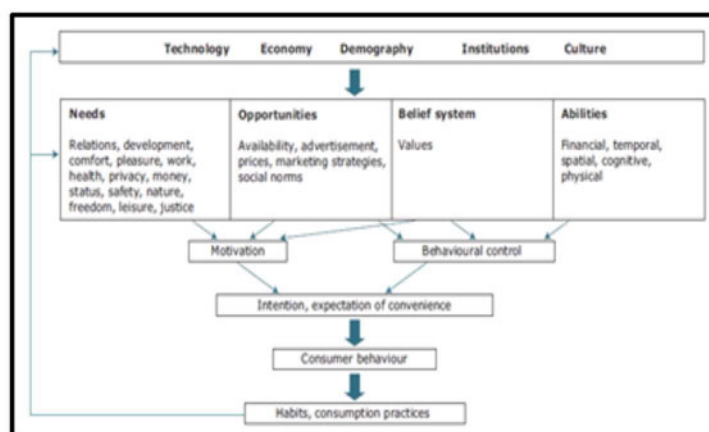 Technology Economy Demography Institutions Culture
Needs
Relations, development,
comfort, pleasure, work,
health, privacy, money,
status, safety, nature,
freedom, leisure, justice
Opportunities
Availability, advertisement,
prices, marketing strategies,
social norms
Belief system
Values
Abilities
Financial, temporal,
spatial, cognitive,
physical
Motivation
Behavioural control
Intention, expectation of convenience
Consumer behaviour
Habits, consumption practices